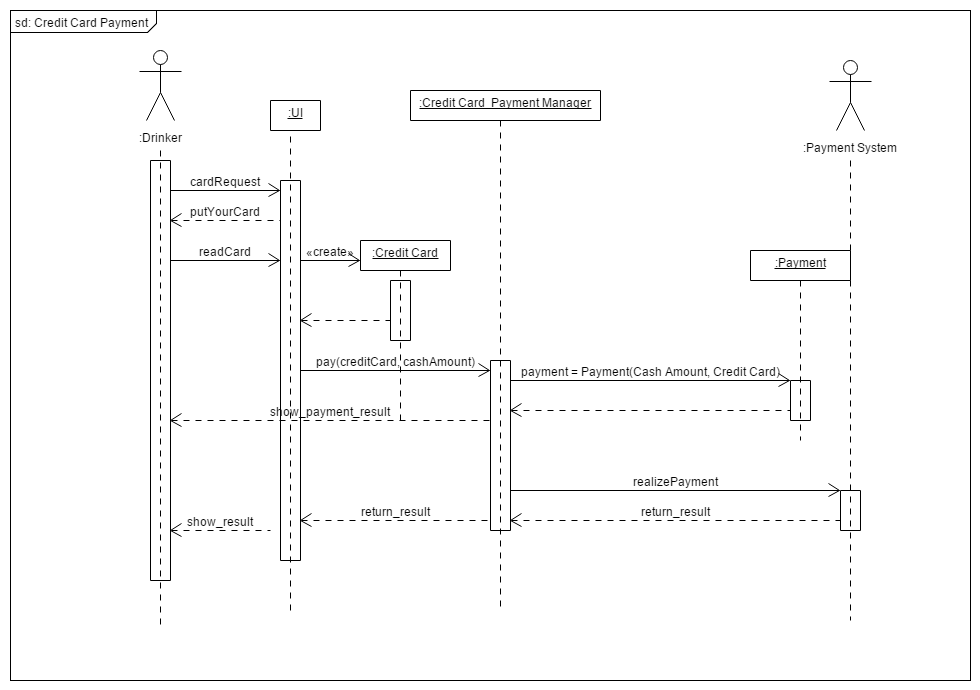 sd: Credit Card Payment
:Drinker
:UI
:Credit Card Payment Manager
:Payment System
cardRequest
putYourCard
readCard
«create»
:Credit Card
:Payment
pay(creditCard, cashAmount)
payment = Payment(Cash Amount, Credit Card)
show_payment_result
realizePayment
return_result
return_result
show_result